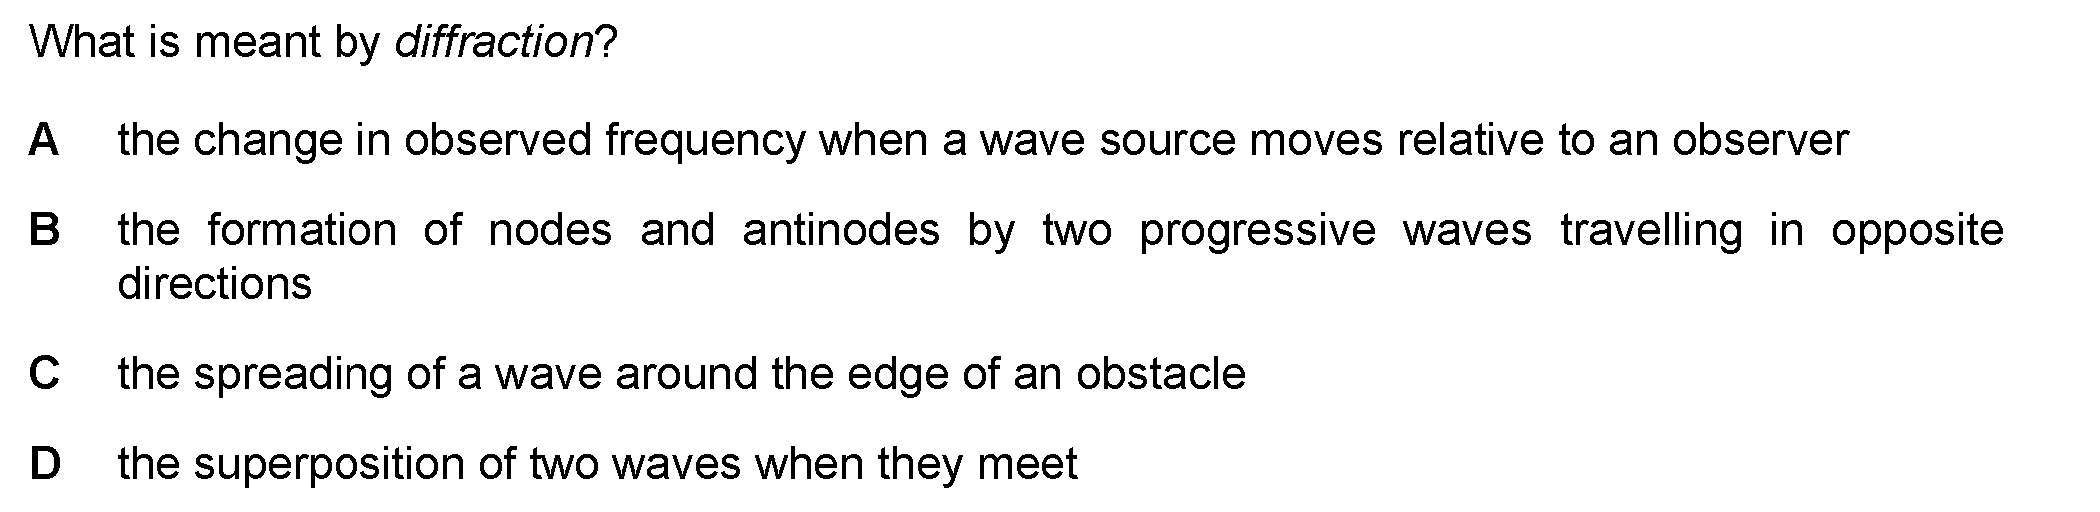 What is meant by diffraction?
A the change in observed frequency when a wave source moves relative to an observer
B the formation of nodes and antinodes by two progressive waves travelling in opposite
directions
C the spreading of a wave around the edge of an obstacle
D the superposition of two waves when they meet